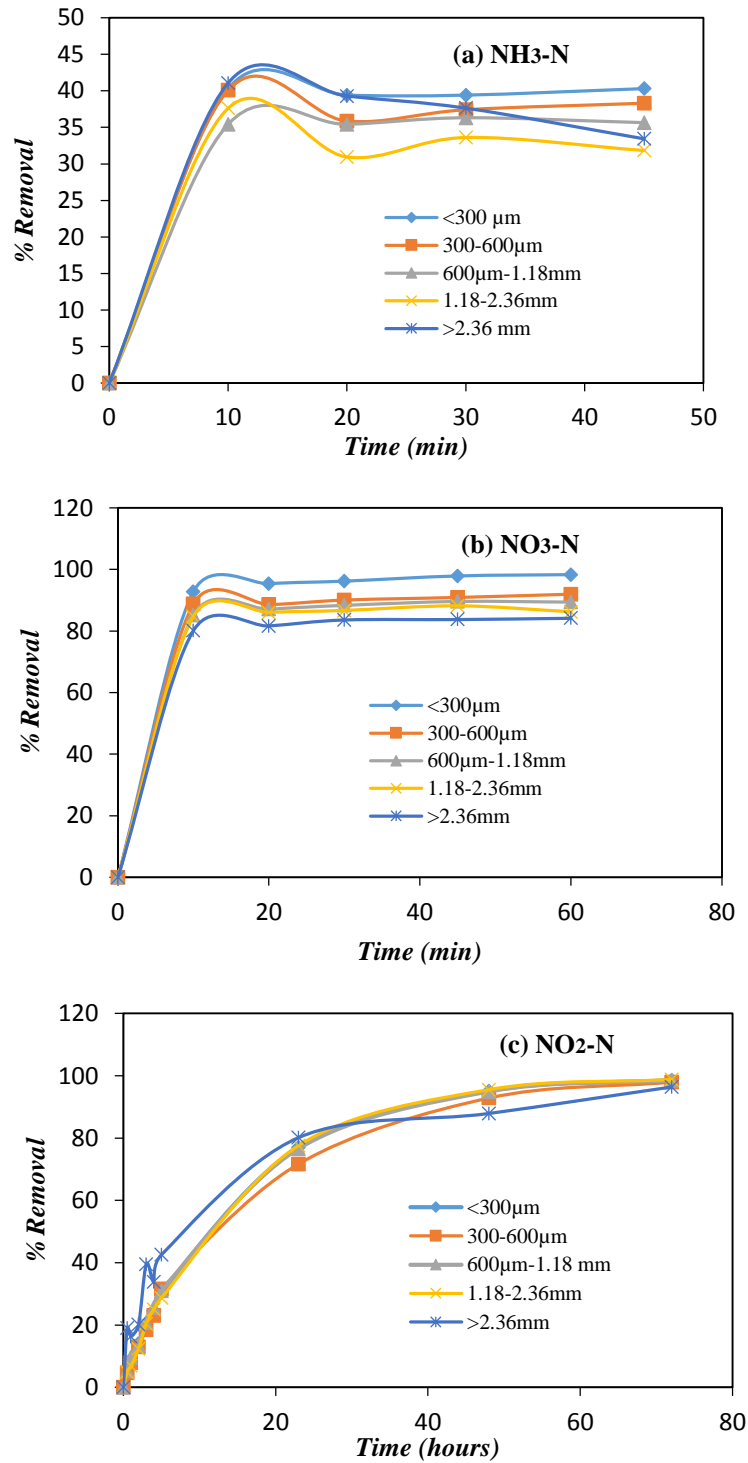 50
45
40
35
30
25
20
15
10
5
0
% Removal
(a) NH3-N
<300 µm
300-600µm
600µm-1.18mm
1.18-2.36mm
>2.36 mm
0 10 20 30 40 50
Time (min)
120
100
80
60
40
20
0
% Removal
(b) NO3-N
<300µm
300-600µm
600µm-1.18mm
1.18-2.36mm
>2.36mm
0 20 40 60 80
Time (min)
120
100
80
60
40
20
0
% Removal
(c) NO2-N
<300µm
300-600µm
600µm-1.18 mm
1.18-2.36mm
>2.36mm
0 20 40 60 80
Time (hours)